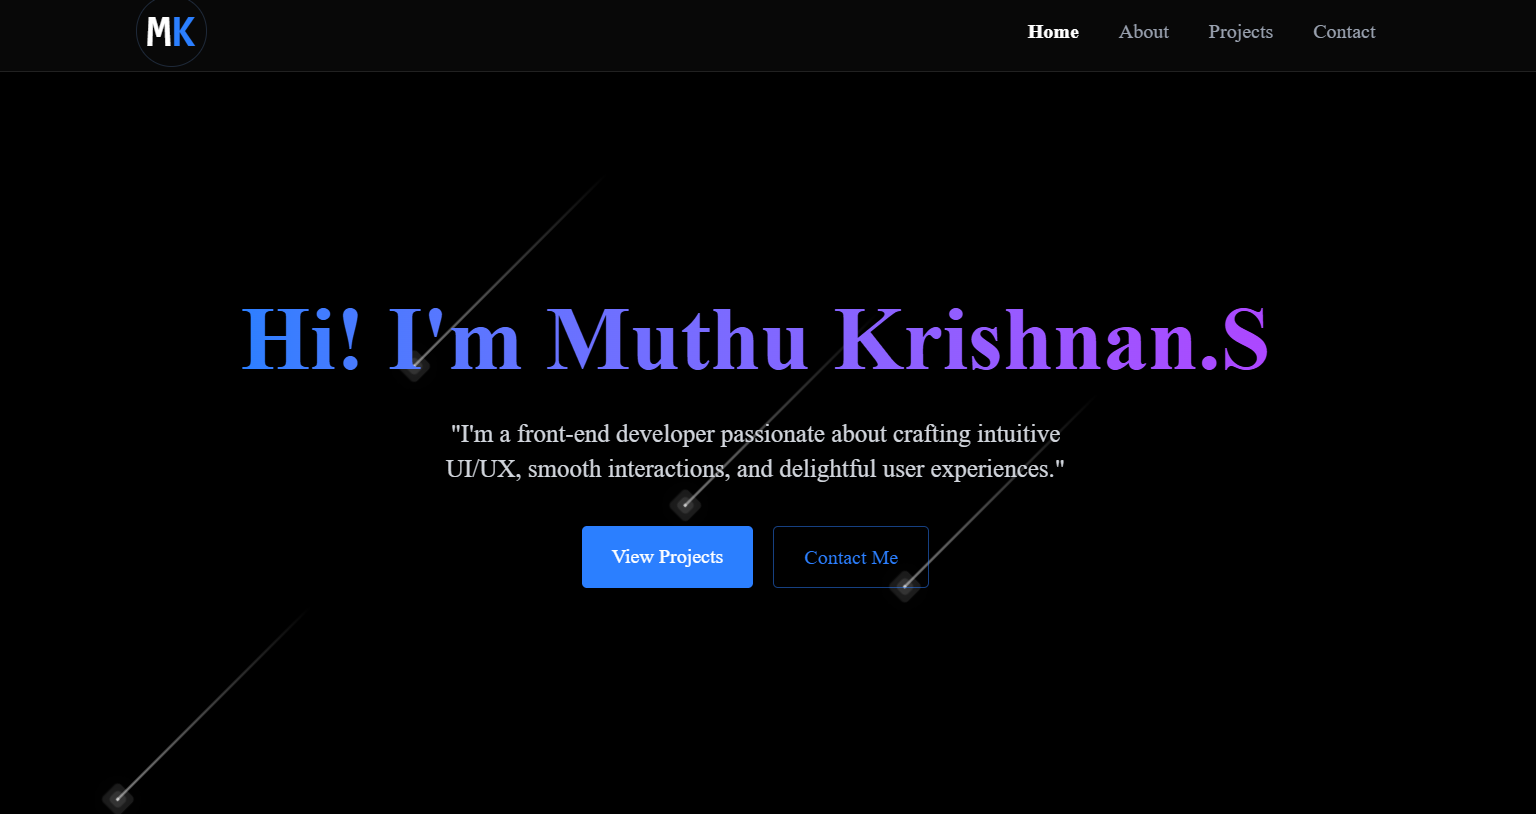 MK
Home About Projects Contact
Hi! I'm Muthu Krishnan.S
"I'm a front-end developer passionate about crafting intuitive
UI/UX, smooth interactions, and delightful user experiences."
View Projects Contact Me